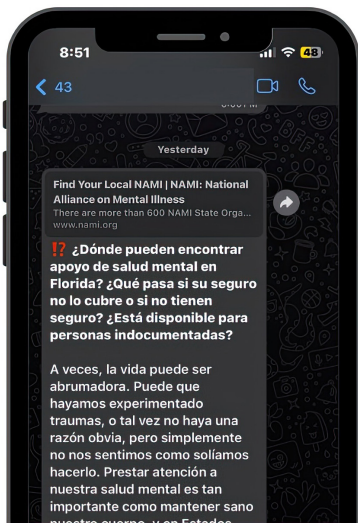 8:51
48
43
Yesterday
Find Your Local NAMI | NAMI: National
Alliance on Mental Illness
There are more than 600 NAMI State Orga...
www.nami.org
⁉️ ¿Dónde pueden encontrar
apoyo de salud mental en
Florida? ¿Qué pasa si su seguro
no lo cubre o si no tienen
seguro? ¿Está disponible para
personas indocumentadas?
A veces, la vida puede ser
abrumadora. Puede que
hayamos experimentado
traumas, o tal vez no haya una
razón obvia, pero simplemente
no nos sentimos como solíamos
hacerlo. Prestar atención a
nuestra salud mental es tan
importante como mantener sano
nuestro cuerpo, y en Estados